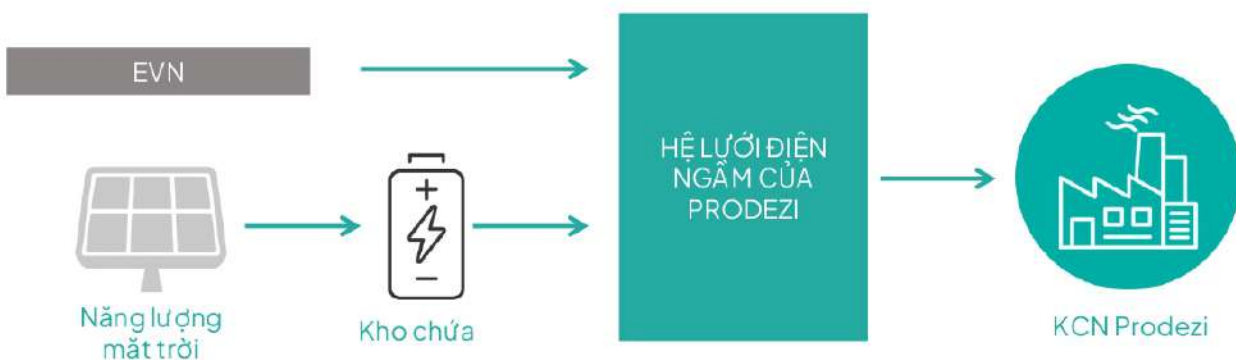 EVN
HỆ LƯỚI ĐIỆN
NGẦM CỦA
PRODEZI
Năng lượng
mặt trời
Kho chứa
KCN Prodezi